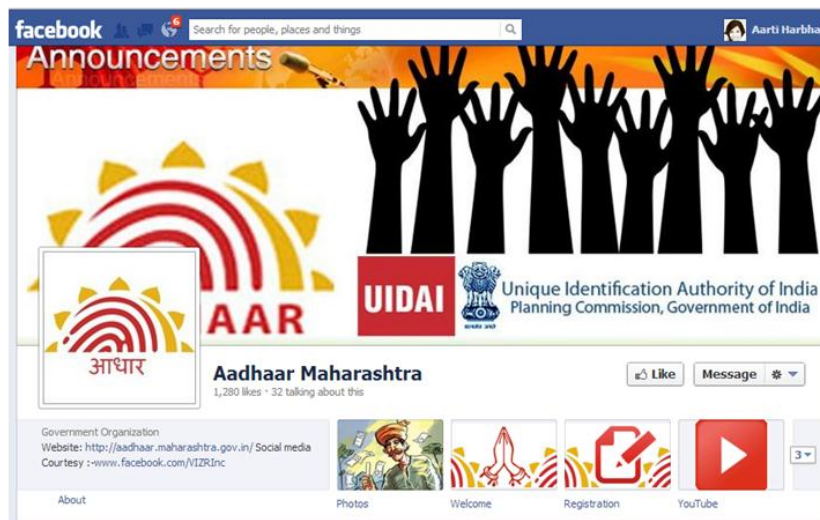 facebook
6
Search for people, places and things
Aarti Harbha
Announcements
Announcements
AAR
UIDAI
Unique Identification Authority of India
Planning Commission, Government of India
आधार
Aadhaar Maharashtra
1,280 likes · 32 talking about this
Like
Message
Government Organization
Website: http://aadhaar.maharashtra.gov.in/ Social media
Courtesy :-www.facebook.com/VIZRInc
3
About
Photos
Welcome
Registration
YouTube